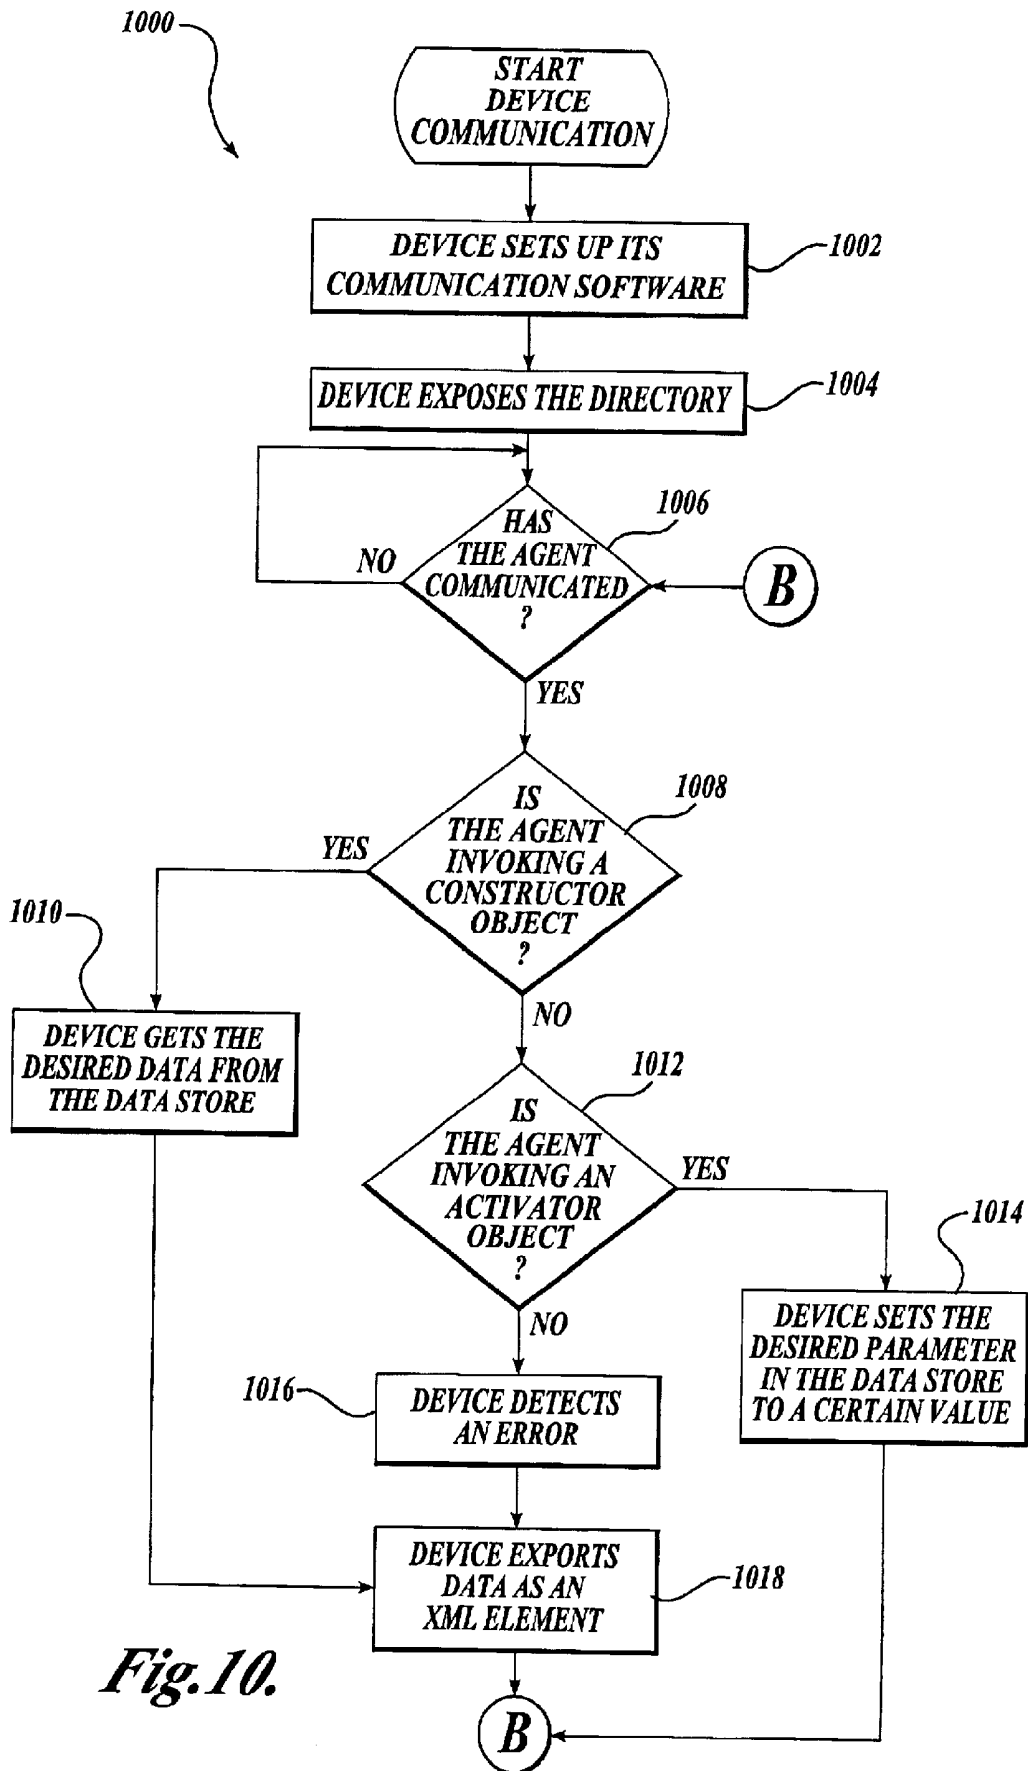 1000
START
DEVICE
COMMUNICATION
DEVICE SETS UP ITS
COMMUNICATION SOFTWARE
1002
DEVICE EXPOSES THE DIRECTORY
1004
HAS
THE AGENT
COMMUNICATED
?
1006
NO
B
YES
IS
THE AGENT
INVOKING A
CONSTRUCTOR
OBJECT
?
1008
YES
1010
NO
DEVICE GETS THE
DESIRED DATA FROM
THE DATA STORE
IS
THE AGENT
INVOKING AN
ACTIVATOR
OBJECT
?
1012
YES
1014
NO
DEVICE SETS THE
DESIRED PARAMETER
IN THE DATA STORE
TO A CERTAIN VALUE
1016
DEVICE DETECTS
AN ERROR
DEVICE EXPORTS
DATA AS AN
XML ELEMENT
1018
Fig.10.
B